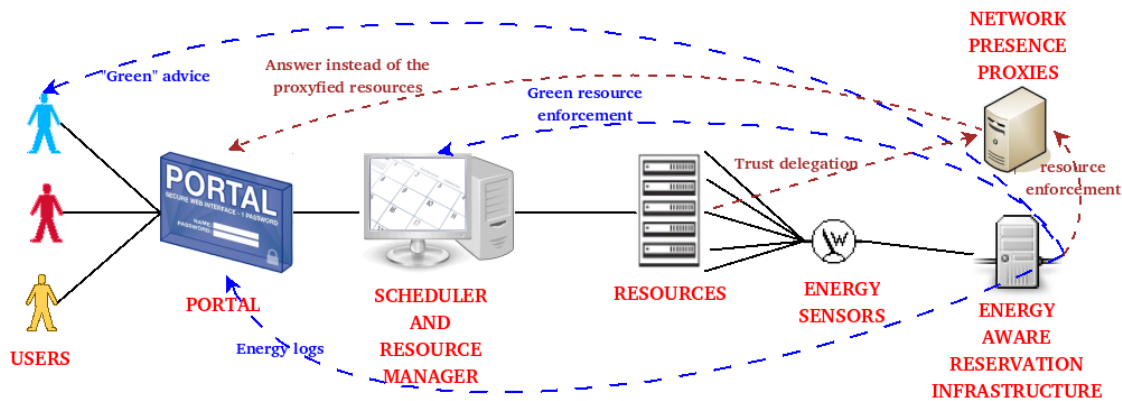 NETWORK
PRESENCE
PROXIES
"Green" advice
Answer instead of the
proxyfied resources
Green resource
enforcement
Trust delegation
resource
enforcement
PORTAL
SECURE WEB INTERFACE - 1 PASSWORD
NAME:
PASSWORD:
W
USERS
PORTAL
Energy logs
SCHEDULER
AND
RESOURCE
MANAGER
RESOURCES
ENERGY
SENSORS
ENERGY
AWARE
RESERVATION
INFRASTRUCTURE